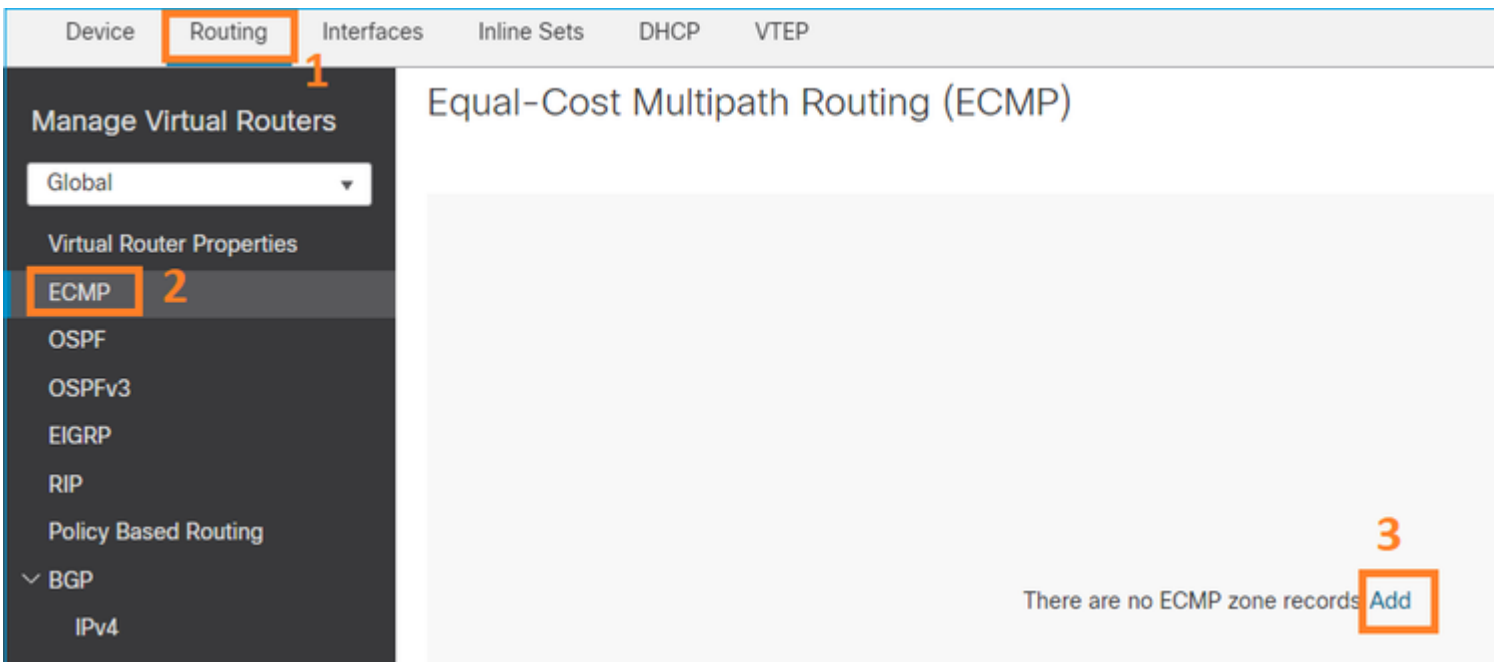 Device Routing Interfaces Inline Sets DHCP VTEP
1
Manage Virtual Routers
Global
Virtual Router Properties
ECMP 2
OSPF
OSPFv3
EIGRP
RIP
Policy Based Routing
BGP
IPv4
Equal-Cost Multipath Routing (ECMP)
3
There are no ECMP zone records Add